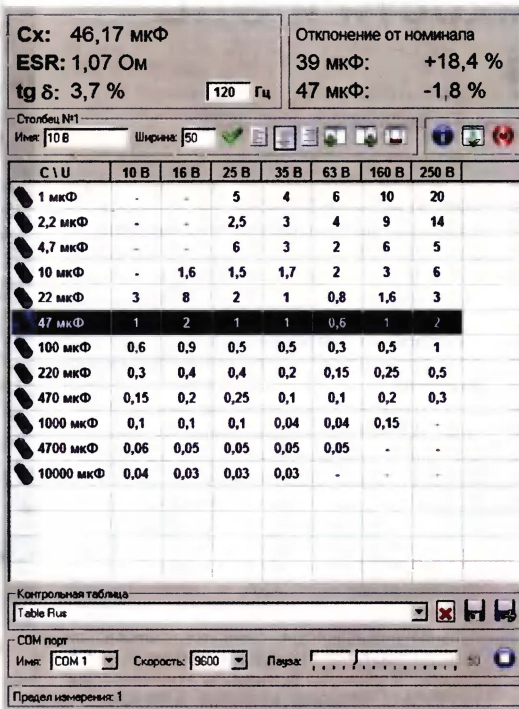 Cx: 46,17 мкФ
ESR: 1,07 Ом
tg δ: 3,7 %
120 Гц
Отклонение от номинала
39 мкФ: +18,4 %
47 мкФ: -1,8 %
Столбец №1
Имя: 10 В Ширина: 50
C \ U 10 В 16 В 25 В 35 В 63 В 160 В 250 В
1 мкФ - - 5 4 6 10 20
2,2 мкФ - - 2,5 3 4 9 14
4,7 мкФ - - 6 3 2 6 5
10 мкФ - 1,6 1,5 1,7 2 3 6
22 мкФ 3 8 2 1 0,8 1,6 3
47 мкФ 1 2 1 1 0,6 1 2
100 мкФ 0,6 0,9 0,5 0,5 0,3 0,5 1
220 мкФ 0,3 0,4 0,4 0,2 0,15 0,25 0,5
470 мкФ 0,15 0,2 0,25 0,1 0,1 0,2 0,3
1000 мкФ 0,1 0,1 0,1 0,04 0,04 0,15 -
4700 мкФ 0,06 0,05 0,05 0,05 0,05 - -
10000 мкФ 0,04 0,03 0,03 0,03 - - -
Контрольная таблица
Table Rus
COM порт
Имя: COM 1 Скорость: 9600 Пауза: 50
Предел измерения: 1